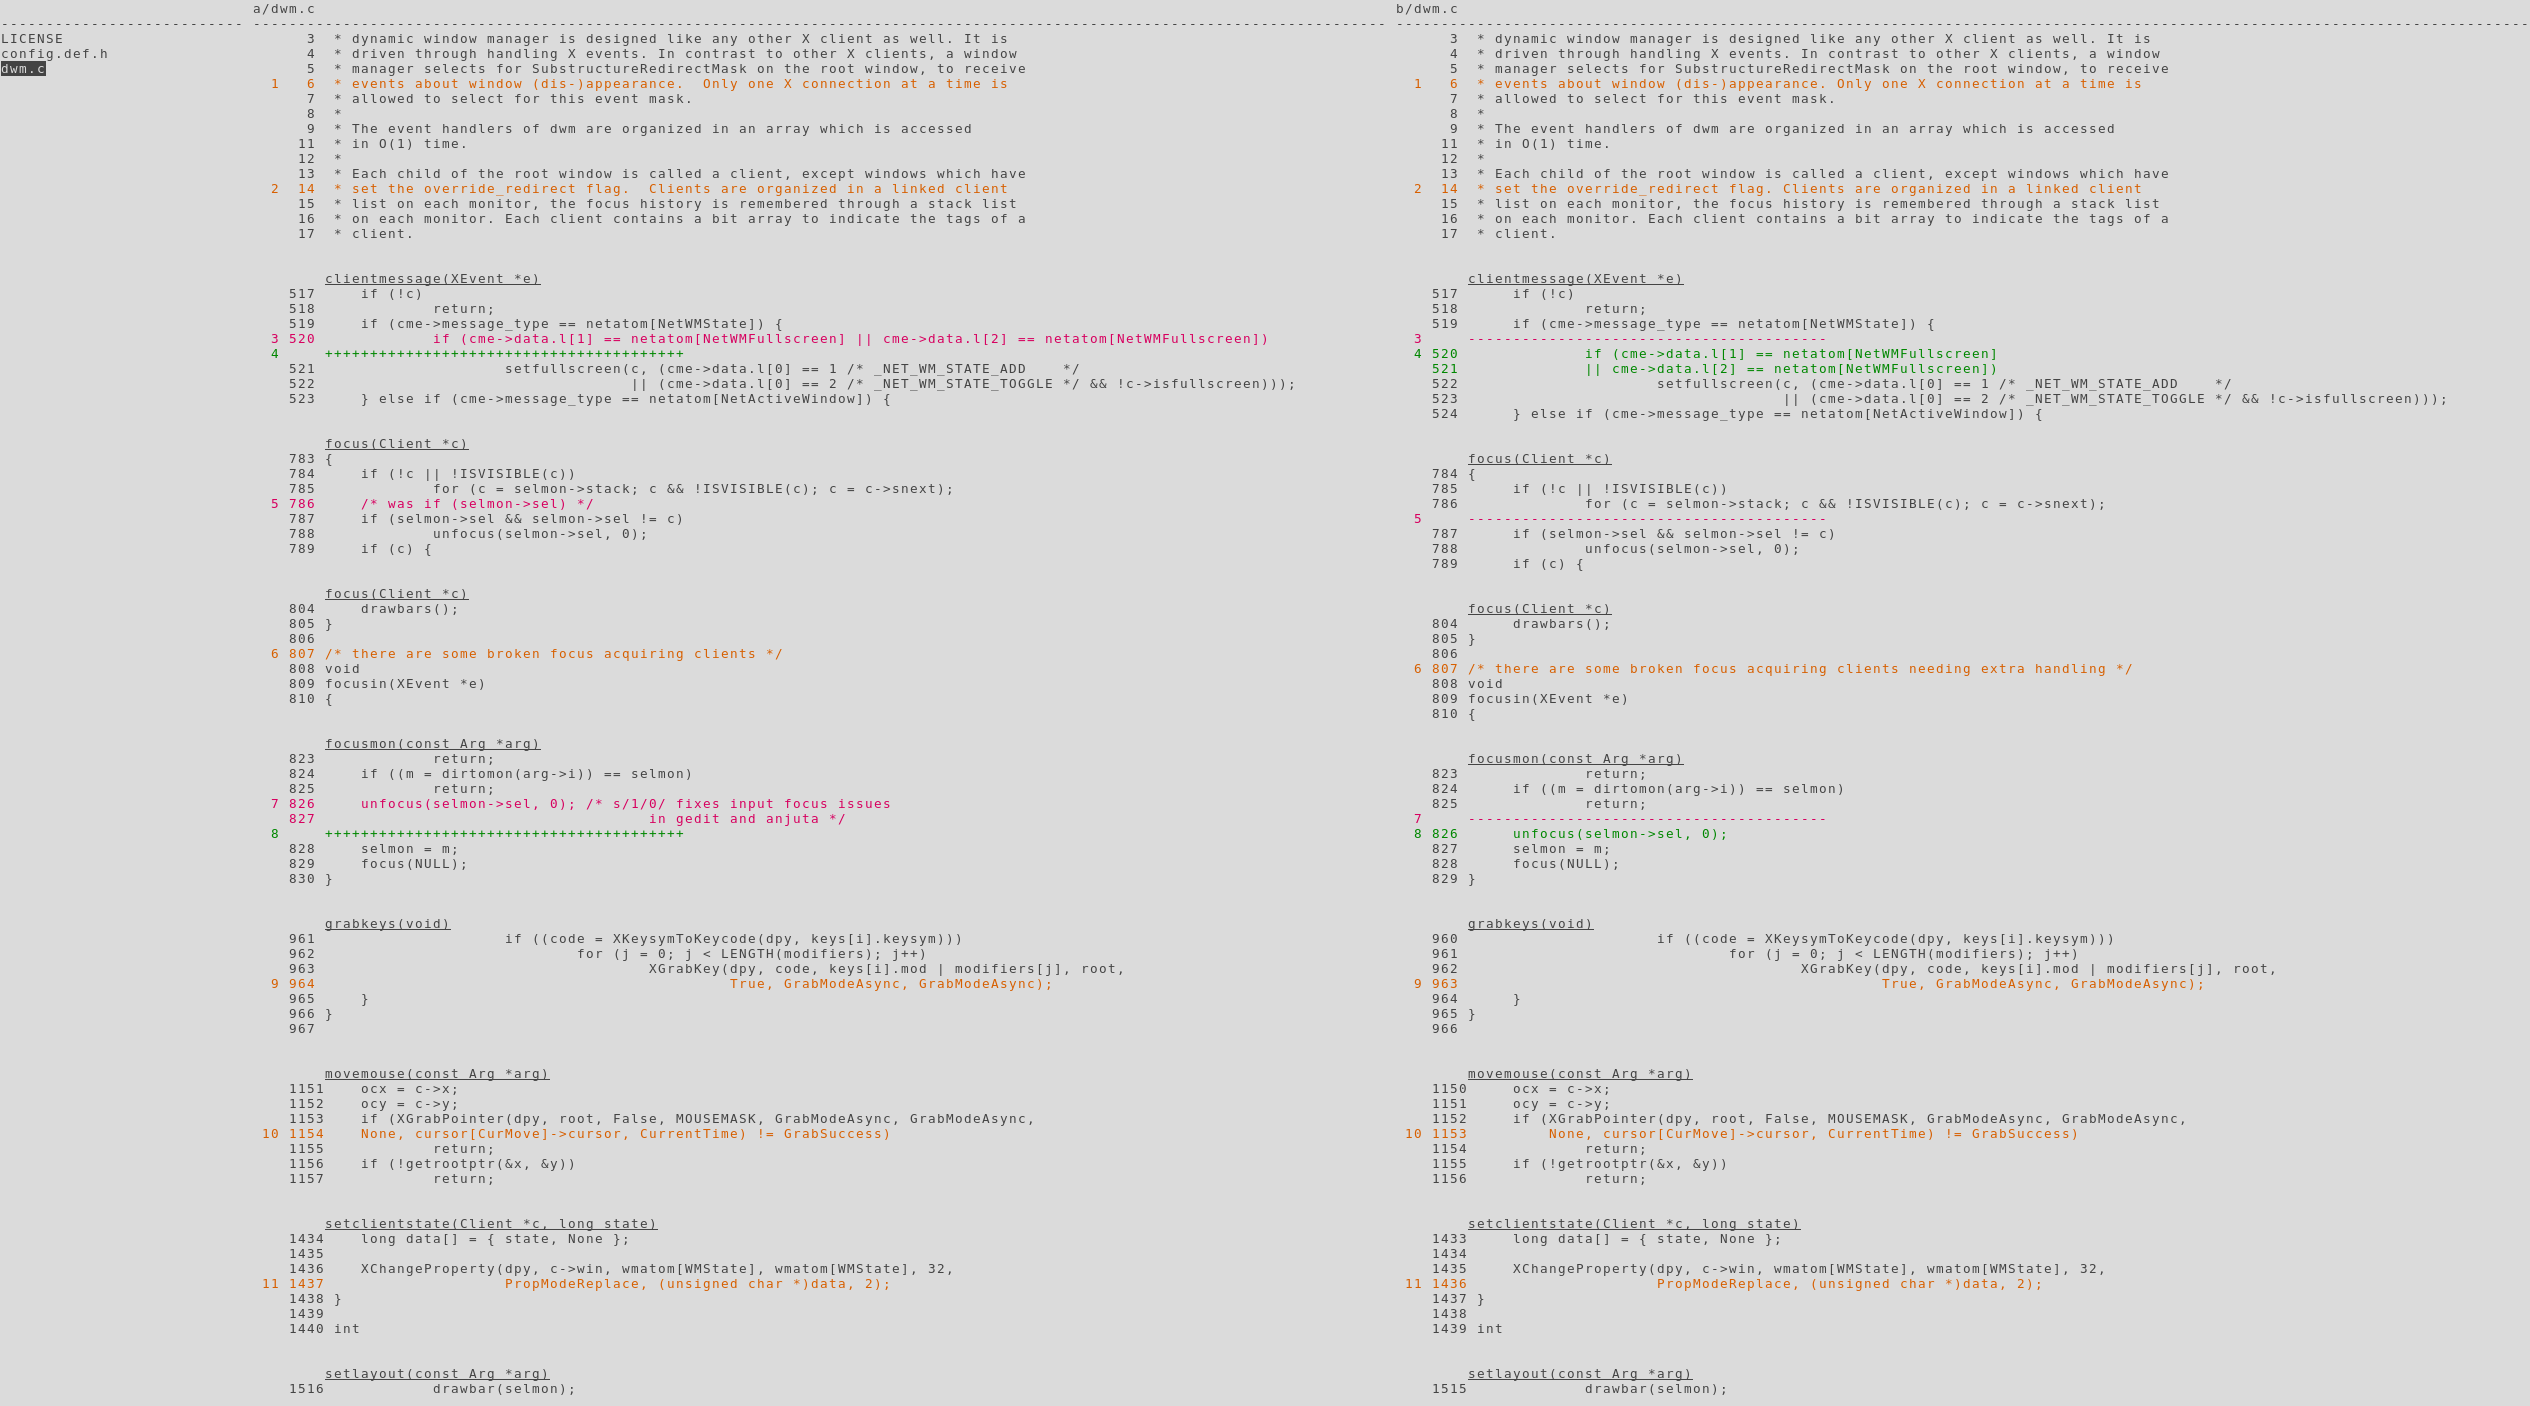 a/dwm.c
LICENSE
config.def.h
dwm.c
3  * dynamic window manager is designed like any other X client as well. It is
4  * driven through handling X events. In contrast to other X clients, a window
5  * manager selects for SubstructureRedirectMask on the root window, to receive
1   6  * events about window (dis-)appearance.  Only one X connection at a time is
7  * allowed to select for this event mask.
8  *
9  * The event handlers of dwm are organized in an array which is accessed
11  * in O(1) time.
12  *
13  * Each child of the root window is called a client, except windows which have
2  14  * set the override_redirect flag.  Clients are organized in a linked client
15  * list on each monitor, the focus history is remembered through a stack list
16  * on each monitor. Each client contains a bit array to indicate the tags of a
17  * client.
clientmessage(XEvent *e)
517     if (!c)
518             return;
519     if (cme->message_type == netatom[NetWMState]) {
3 520             if (cme->data.l[1] == netatom[NetWMFullscreen] || cme->data.l[2] == netatom[NetWMFullscreen])
4     ++++++++++++++++++++++++++++++++++++++++
521                     setfullscreen(c, (cme->data.l[0] == 1 /* _NET_WM_STATE_ADD    */
522                                   || (cme->data.l[0] == 2 /* _NET_WM_STATE_TOGGLE */ && !c->isfullscreen)));
523     } else if (cme->message_type == netatom[NetActiveWindow]) {
focus(Client *c)
783 {
784     if (!c || !ISVISIBLE(c))
785             for (c = selmon->stack; c && !ISVISIBLE(c); c = c->snext);
5 786     /* was if (selmon->sel) */
787     if (selmon->sel && selmon->sel != c)
788             unfocus(selmon->sel, 0);
789     if (c) {
focus(Client *c)
804     drawbars();
805 }
806
6 807 /* there are some broken focus acquiring clients */
808 void
809 focusin(XEvent *e)
810 {
focusmon(const Arg *arg)
823             return;
824     if ((m = dirtomon(arg->i)) == selmon)
825             return;
7 826     unfocus(selmon->sel, 0); /* s/1/0/ fixes input focus issues
827                                     in gedit and anjuta */
8     ++++++++++++++++++++++++++++++++++++++++
828     selmon = m;
829     focus(NULL);
830 }
grabkeys(void)
961                     if ((code = XKeysymToKeycode(dpy, keys[i].keysym)))
962                             for (j = 0; j < LENGTH(modifiers); j++)
963                                     XGrabKey(dpy, code, keys[i].mod | modifiers[j], root,
9 964                                              True, GrabModeAsync, GrabModeAsync);
965     }
966 }
967
movemouse(const Arg *arg)
1151    ocx = c->x;
1152    ocy = c->y;
1153    if (XGrabPointer(dpy, root, False, MOUSEMASK, GrabModeAsync, GrabModeAsync,
10 1154    None, cursor[CurMove]->cursor, CurrentTime) != GrabSuccess)
1155            return;
1156    if (!getrootptr(&x, &y))
1157            return;
setclientstate(Client *c, long state)
1434    long data[] = { state, None };
1435
1436    XChangeProperty(dpy, c->win, wmatom[WMState], wmatom[WMState], 32,
11 1437                    PropModeReplace, (unsigned char *)data, 2);
1438 }
1439
1440 int
setlayout(const Arg *arg)
1516            drawbar(selmon);
b/dwm.c
3  * dynamic window manager is designed like any other X client as well. It is
4  * driven through handling X events. In contrast to other X clients, a window
5  * manager selects for SubstructureRedirectMask on the root window, to receive
1   6  * events about window (dis-)appearance. Only one X connection at a time is
7  * allowed to select for this event mask.
8  *
9  * The event handlers of dwm are organized in an array which is accessed
11  * in O(1) time.
12  *
13  * Each child of the root window is called a client, except windows which have
2  14  * set the override_redirect flag. Clients are organized in a linked client
15  * list on each monitor, the focus history is remembered through a stack list
16  * on each monitor. Each client contains a bit array to indicate the tags of a
17  * client.
clientmessage(XEvent *e)
517      if (!c)
518              return;
519      if (cme->message_type == netatom[NetWMState]) {
3     ----------------------------------------
4 520              if (cme->data.l[1] == netatom[NetWMFullscreen]
521              || cme->data.l[2] == netatom[NetWMFullscreen])
522                      setfullscreen(c, (cme->data.l[0] == 1 /* _NET_WM_STATE_ADD    */
523                                    || (cme->data.l[0] == 2 /* _NET_WM_STATE_TOGGLE */ && !c->isfullscreen)));
524      } else if (cme->message_type == netatom[NetActiveWindow]) {
focus(Client *c)
784 {
785      if (!c || !ISVISIBLE(c))
786              for (c = selmon->stack; c && !ISVISIBLE(c); c = c->snext);
5     ----------------------------------------
787      if (selmon->sel && selmon->sel != c)
788              unfocus(selmon->sel, 0);
789      if (c) {
focus(Client *c)
804      drawbars();
805 }
806
6 807 /* there are some broken focus acquiring clients needing extra handling */
808 void
809 focusin(XEvent *e)
810 {
focusmon(const Arg *arg)
823              return;
824      if ((m = dirtomon(arg->i)) == selmon)
825              return;
7     ----------------------------------------
8 826      unfocus(selmon->sel, 0);
827      selmon = m;
828      focus(NULL);
829 }
grabkeys(void)
960                      if ((code = XKeysymToKeycode(dpy, keys[i].keysym)))
961                              for (j = 0; j < LENGTH(modifiers); j++)
962                                      XGrabKey(dpy, code, keys[i].mod | modifiers[j], root,
9 963                                               True, GrabModeAsync, GrabModeAsync);
964      }
965 }
966
movemouse(const Arg *arg)
1150     ocx = c->x;
1151     ocy = c->y;
1152     if (XGrabPointer(dpy, root, False, MOUSEMASK, GrabModeAsync, GrabModeAsync,
10 1153         None, cursor[CurMove]->cursor, CurrentTime) != GrabSuccess)
1154             return;
1155     if (!getrootptr(&x, &y))
1156             return;
setclientstate(Client *c, long state)
1433     long data[] = { state, None };
1434
1435     XChangeProperty(dpy, c->win, wmatom[WMState], wmatom[WMState], 32,
11 1436                     PropModeReplace, (unsigned char *)data, 2);
1437 }
1438
1439 int
setlayout(const Arg *arg)
1515             drawbar(selmon);